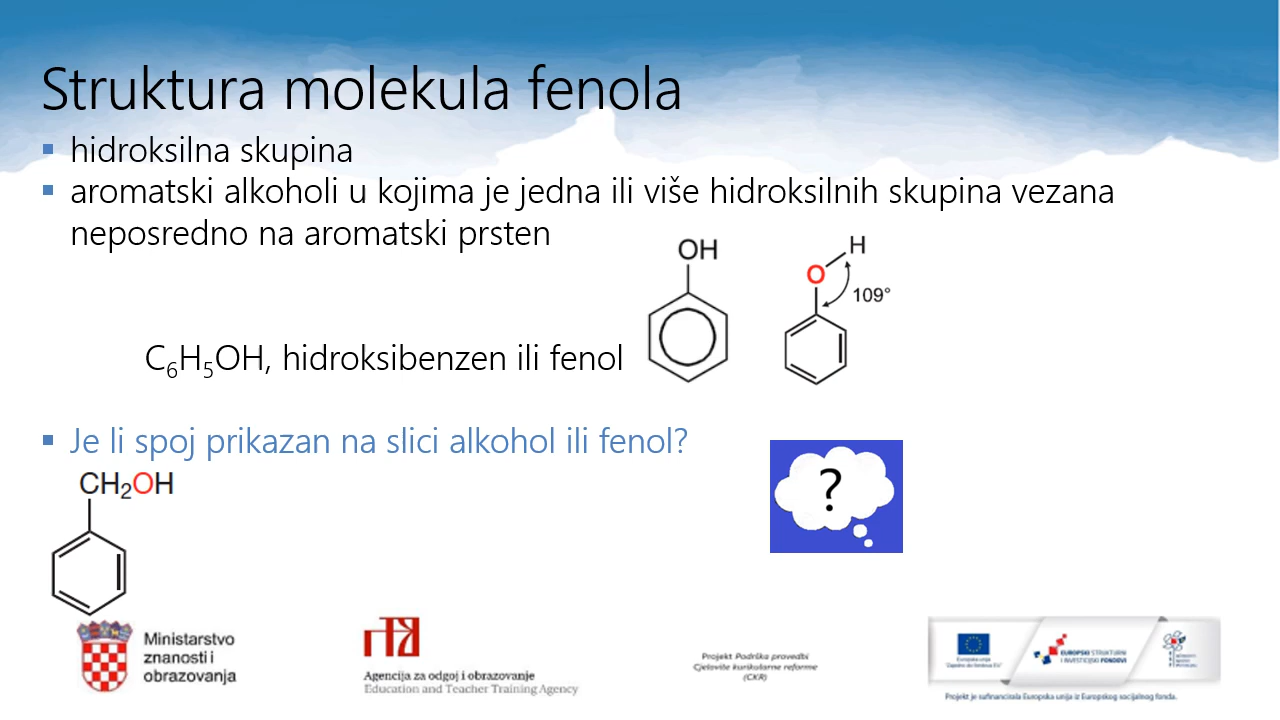 Struktura molekula fenola
▪ hidroksilna skupina
▪ aromatski alkoholi u kojima je jedna ili više hidroksilnih skupina vezana
neposredno na aromatski prsten
OH
H
O
109°
C₆H₅OH, hidroksibenzen ili fenol
▪ Je li spoj prikazan na slici alkohol ili fenol?
CH₂OH
?
Ministarstvo
znanosti i
obrazovanja
Agencija za odgoj i obrazovanje
Education and Teacher Training Agency
Projekt Podrška provedbi
Cjelovite kurikularne reforme
(CKR)
Europska unija
EUROPSKI STRUKTURNI
I INVESTICIJSKI FONDOVI
Projekt je sufinancirala Europska unija iz Europskog socijalnog fonda.